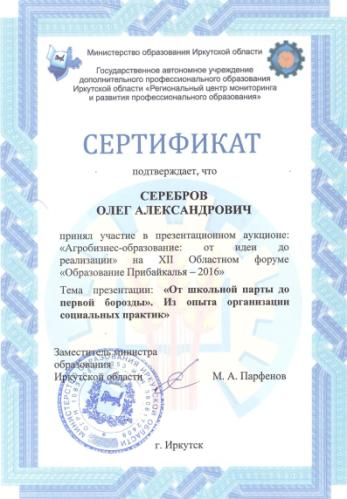 Министерство образования Иркутской области
Государственное автономное учреждение
дополнительного профессионального образования
Иркутской области «Региональный центр мониторинга
и развития профессионального образования»
СЕРТИФИКАТ
подтверждает, что
СЕРЕБРОВ
ОЛЕГ АЛЕКСАНДРОВИЧ
принял участие в презентационном аукционе:
«Агробизнес-образование: от идеи до
реализации» на XII Областном форуме
«Образование Прибайкалья – 2016»
Тема презентации: «От школьной парты до
первой борозды». Из опыта организации
социальных практик»
Заместитель министра
образования
Иркутской области
М. А. Парфенов
г. Иркутск